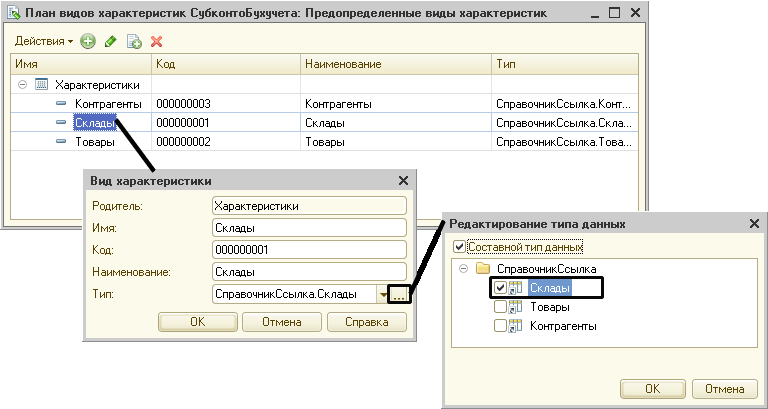 План видов характеристик СубконтоБухучета: Предопределенные виды характеристик
Действия
Имя Код Наименование Тип
Характеристики
Контрагенты 000000003 Контрагенты СправочникСсылка.Конт...
Склады 000000001 Склады СправочникСсылка.Скла...
Товары 000000002 Товары СправочникСсылка.Това...
Вид характеристики
Родитель: Характеристики
Имя: Склады
Код: 000000001
Наименование: Склады
Тип: СправочникСсылка.Склады ...
OK Отмена Справка
Редактирование типа данных
Составной тип данных
СправочникСсылка
Склады
Товары
Контрагенты
OK Отмена